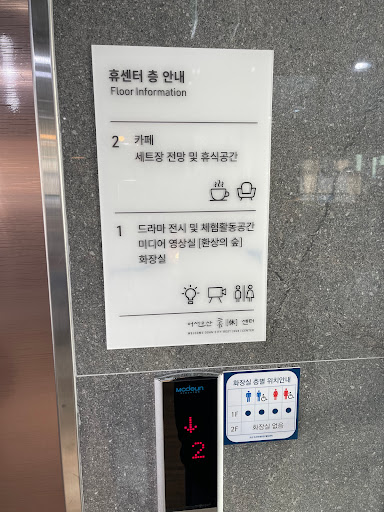 휴센터 층 안내
Floor Information
2 카페
세트장 전망 및 휴식공간
1 드라마 전시 및 체험활동공간
미디어 영상실 [환상의 숲]
화장실
센터
Modeun
2
화장실 층별 위치안내
1F
2F 화장실 없음